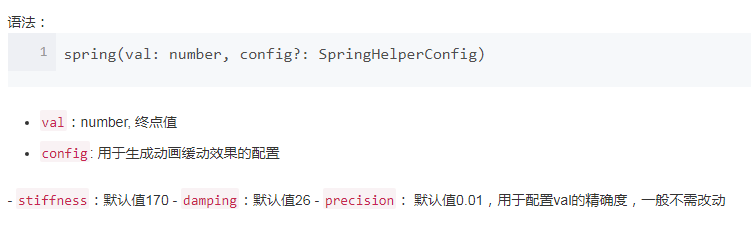 语法：
1 spring(val: number, config?: SpringHelperConfig)
• val：number, 终点值
• config: 用于生成动画缓动效果的配置
- stiffness：默认值170 - damping：默认值26 - precision： 默认值0.01，用于配置val的精确度，一般不需改动